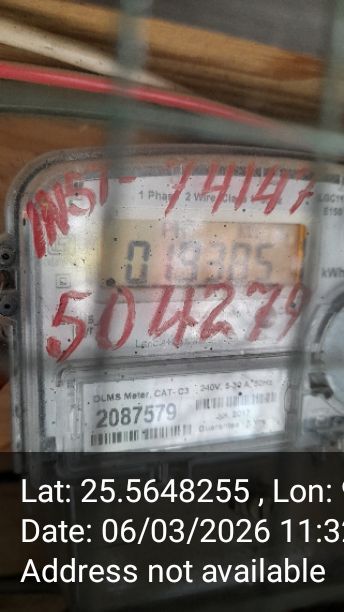 INST- 74147
1 Phase 2 Wire
019305
kWh
504279
DLMS Meter, CAT- C3
240V, 5-30 A, 50Hz
2087579
Lat: 25.5648255 , Lon:
Date: 06/03/2026 11:32
Address not available